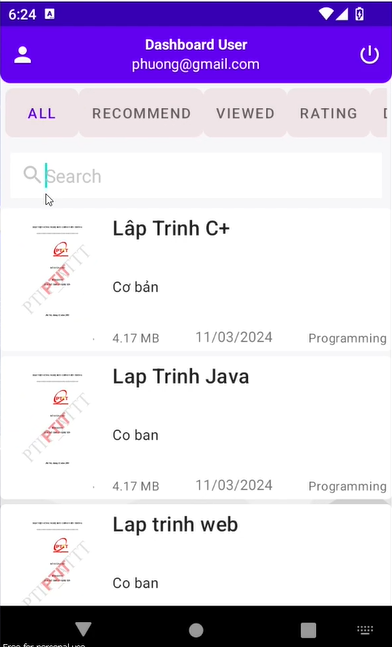 6:24 A
Dashboard User
phuong@gmail.com
ALL RECOMMEND VIEWED RATING
Search
Lâp Trinh C+
Cơ bản
4.17 MB 11/03/2024 Programming
Lap Trinh Java
Co ban
4.17 MB 11/03/2024 Programming
Lap trinh web
Co ban
Free for personal use